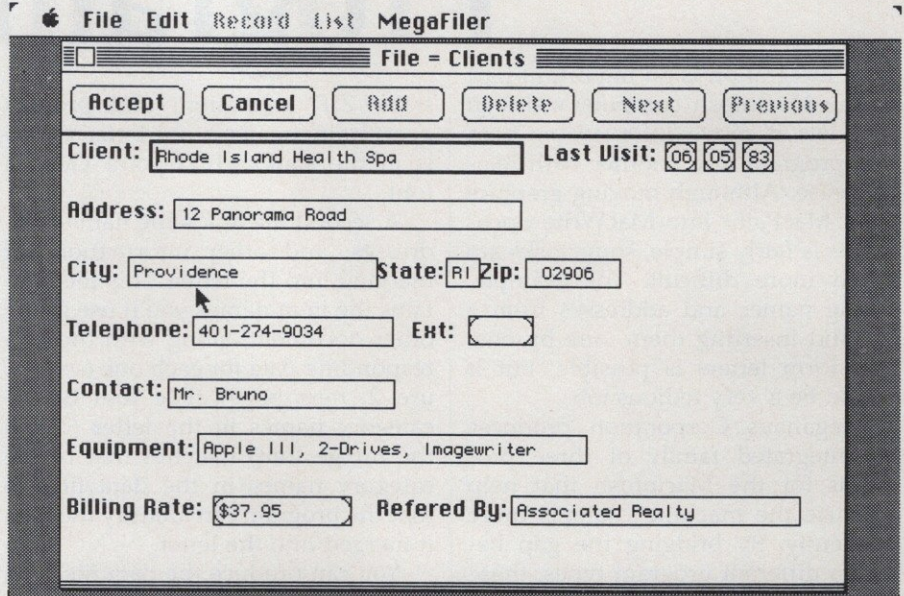 File Edit Record List MegaFiler
File = Clients
Accept Cancel Add Delete Next Previous
Client: Rhode Island Health Spa Last Visit: 06 05 83
Address: 12 Panorama Road
City: Providence State: RI Zip: 02906
Telephone: 401-274-9034 Ext:
Contact: Mr. Bruno
Equipment: Apple III, 2-Drives, Imagewriter
Billing Rate: $37.95 Refered By: Associated Realty